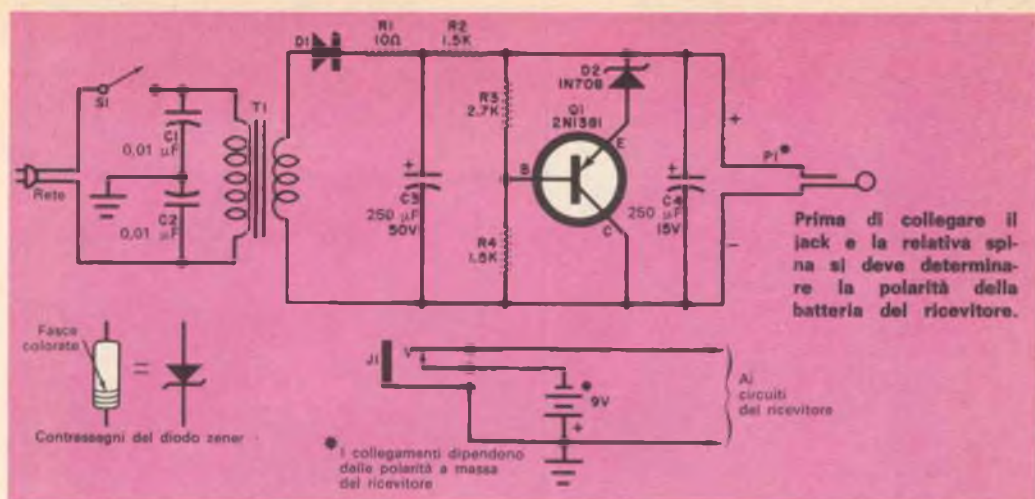 S1
Rete
C1
0,01 µF
C2
0,01 µF
T1
D1
R1
10Ω
R2
1.5K
+
C3
250 µF
50V
R3
2.7K
R4
1.5K
D2
1N708
Q1
2N1381
B
E
C
+
C4
250 µF
15V
+
−
P1●
Prima di collegare il
jack e la relativa spi-
na si deve determina-
re la polarità della
batteria del ricevitore.
Fasce
colorate
=
Contrassegni del diodo zener
J1
●
9V
+
Ai
circuiti
del ricevitore
● I collegamenti dipendono
dalle polarità a massa
del ricevitore